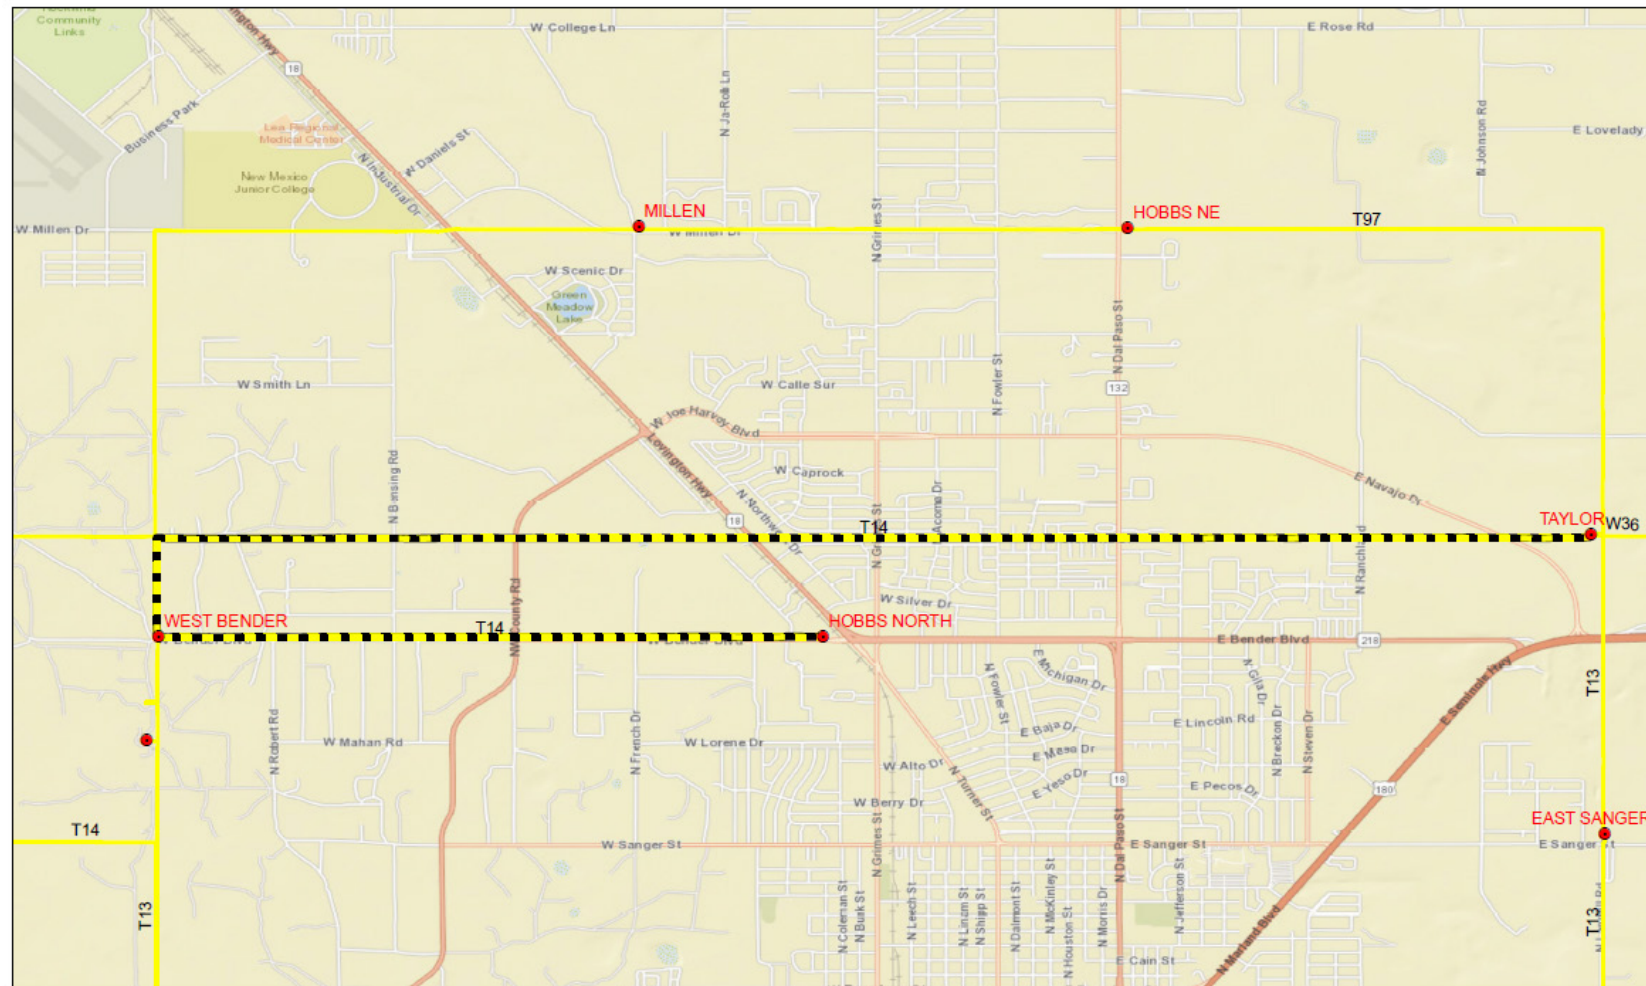 Community
Links
W College Ln
E Rose Rd
18
N Ja-Rob Ln
Business Park
Lea Regional
Medical Center
W Daniels St
N Industrial Dr
N Johnson Rd
E Lovelady
New Mexico
Junior College
MILLEN
HOBBS NE
T97
W Millen Dr
W Millen Dr
N Grimes St
W Scenic Dr
Green
Meadow
Lake
N Dal Paso St
W Smith Ln
W Calle Sur
N Fowler St
132
W Joe Harvey Blvd
Lovington Hwy
W Caprock
N Bensing Rd
E Navajo Dr
18
N Northwest Dr
T14
Acoma Dr
TAYLOR
W36
N Ranchland
NW County Rd
W Silver Dr
WEST BENDER
T14
HOBBS NORTH
W Bender Blvd
E Bender Blvd
218
N Fowler St
E Michigan Dr
N Gila Dr
T13
E Seminole Hwy
E Lincoln Rd
E Baja Dr
N Robert Rd
W Mahan Rd
N French Dr
W Lorene Dr
E Mesa Dr
N Breckon Dr
N Steven Dr
W Alto Dr
E Yeso Dr
18
E Pecos Dr
180
N Turner St
W Berry Dr
N Grimes St
N Dal Paso St
EAST SANGER
T14
W Sanger St
E Sanger St
E Sanger St
T13
N Coleman St
N Buak St
N Leech St
N Linam St
N Shipp St
N Dalmont St
N McKinley St
N Houston St
N Morris Dr
N Jefferson St
N Marland Blvd
T13
E Cain St